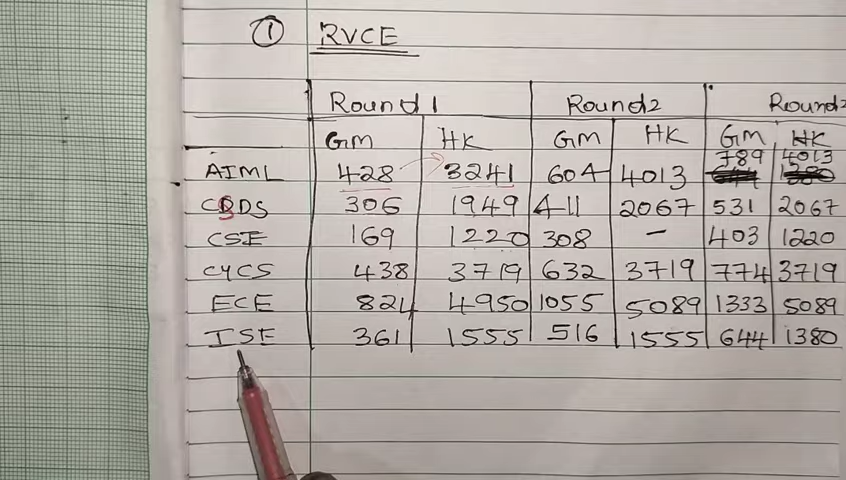 ① RVCE
Round 1 Round2 Round
GM HK GM HK GM HK
789 4013
AIML 428 3241 604 4013
CSDS 306 1949 411 2067 531 2067
CSE 169 1220 308 - 403 1220
CYCS 438 3719 632 3719 774 3719
ECE 824 4950 1055 5089 1333 5089
ISE 361 1555 516 1555 644 1380